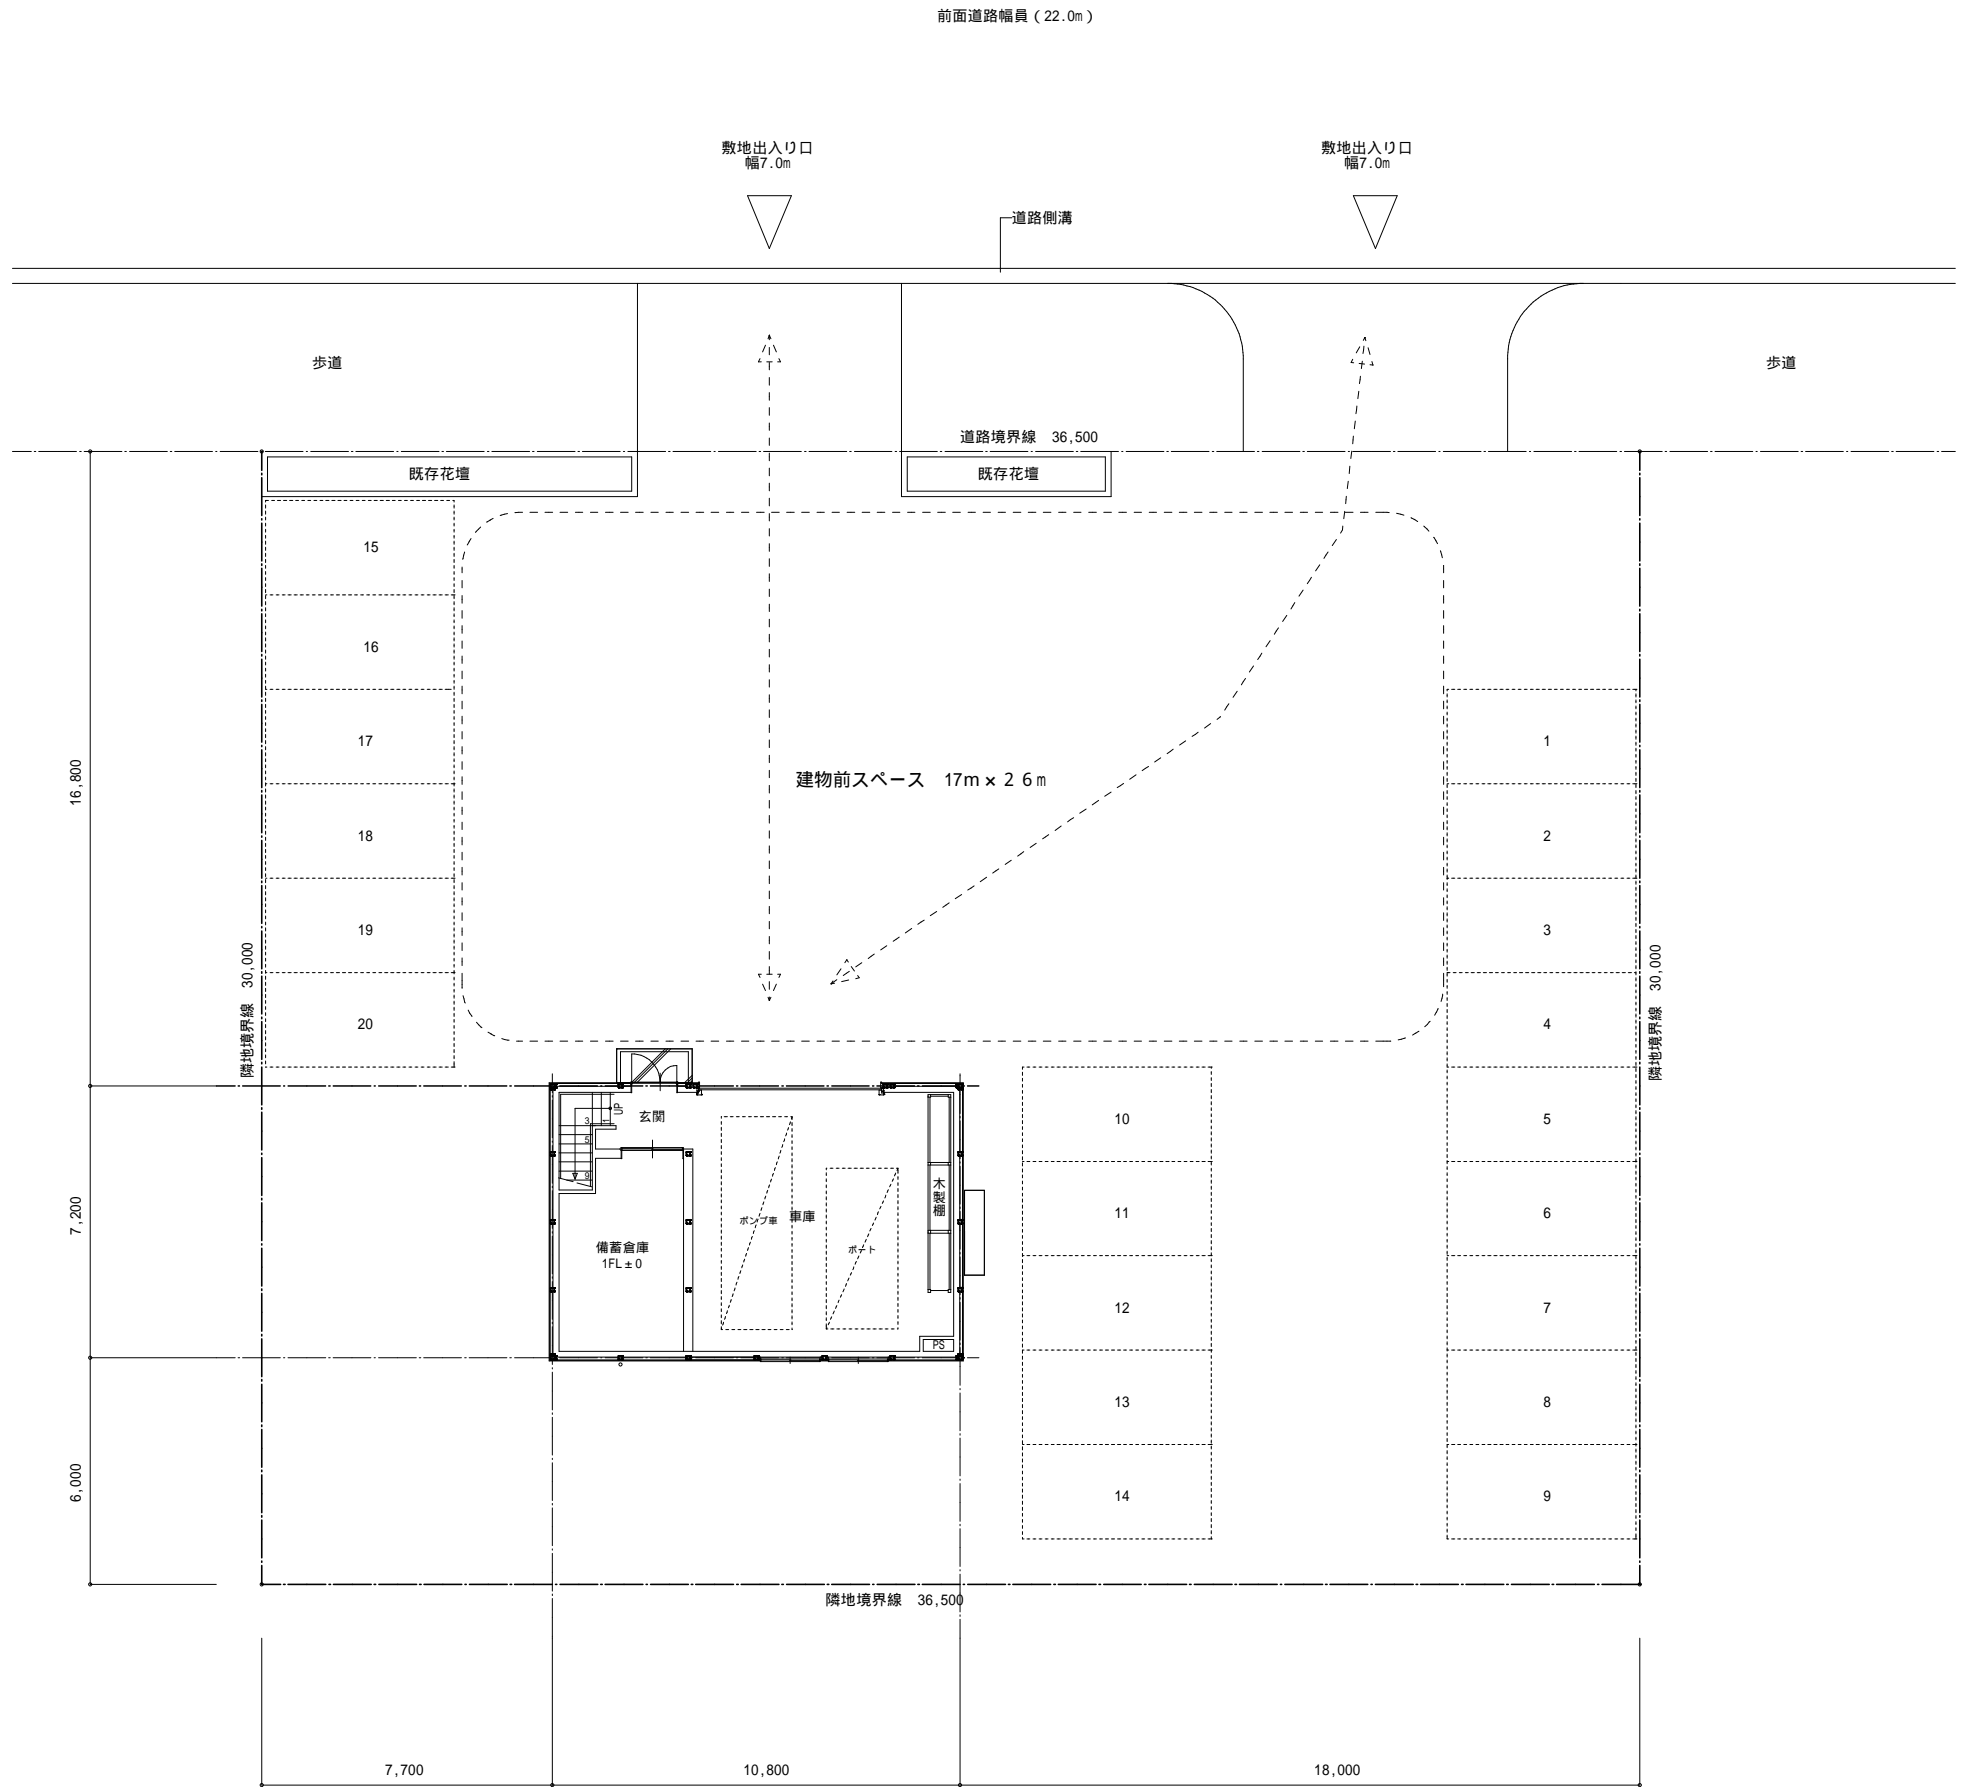 前面道路幅員(22.0m)
敷地出入り口
幅7.0m
敷地出入り口
幅7.0m
道路側溝
歩道
歩道
道路境界線 36,500
既存花壇
既存花壇
15
16
17
1
建物前スペース 17m×26m
16,800
18
2
19
3
隣地境界線 30,000
隣地境界線 30,000
20
4
UP
玄関
1
3
5
9
10
5
木製棚
11
6
7,200
ポンプ車
車庫
ボート
備蓄倉庫
1FL±0
12
7
PS
13
8
6,000
14
9
隣地境界線 36,500
7,700
10,800
18,000